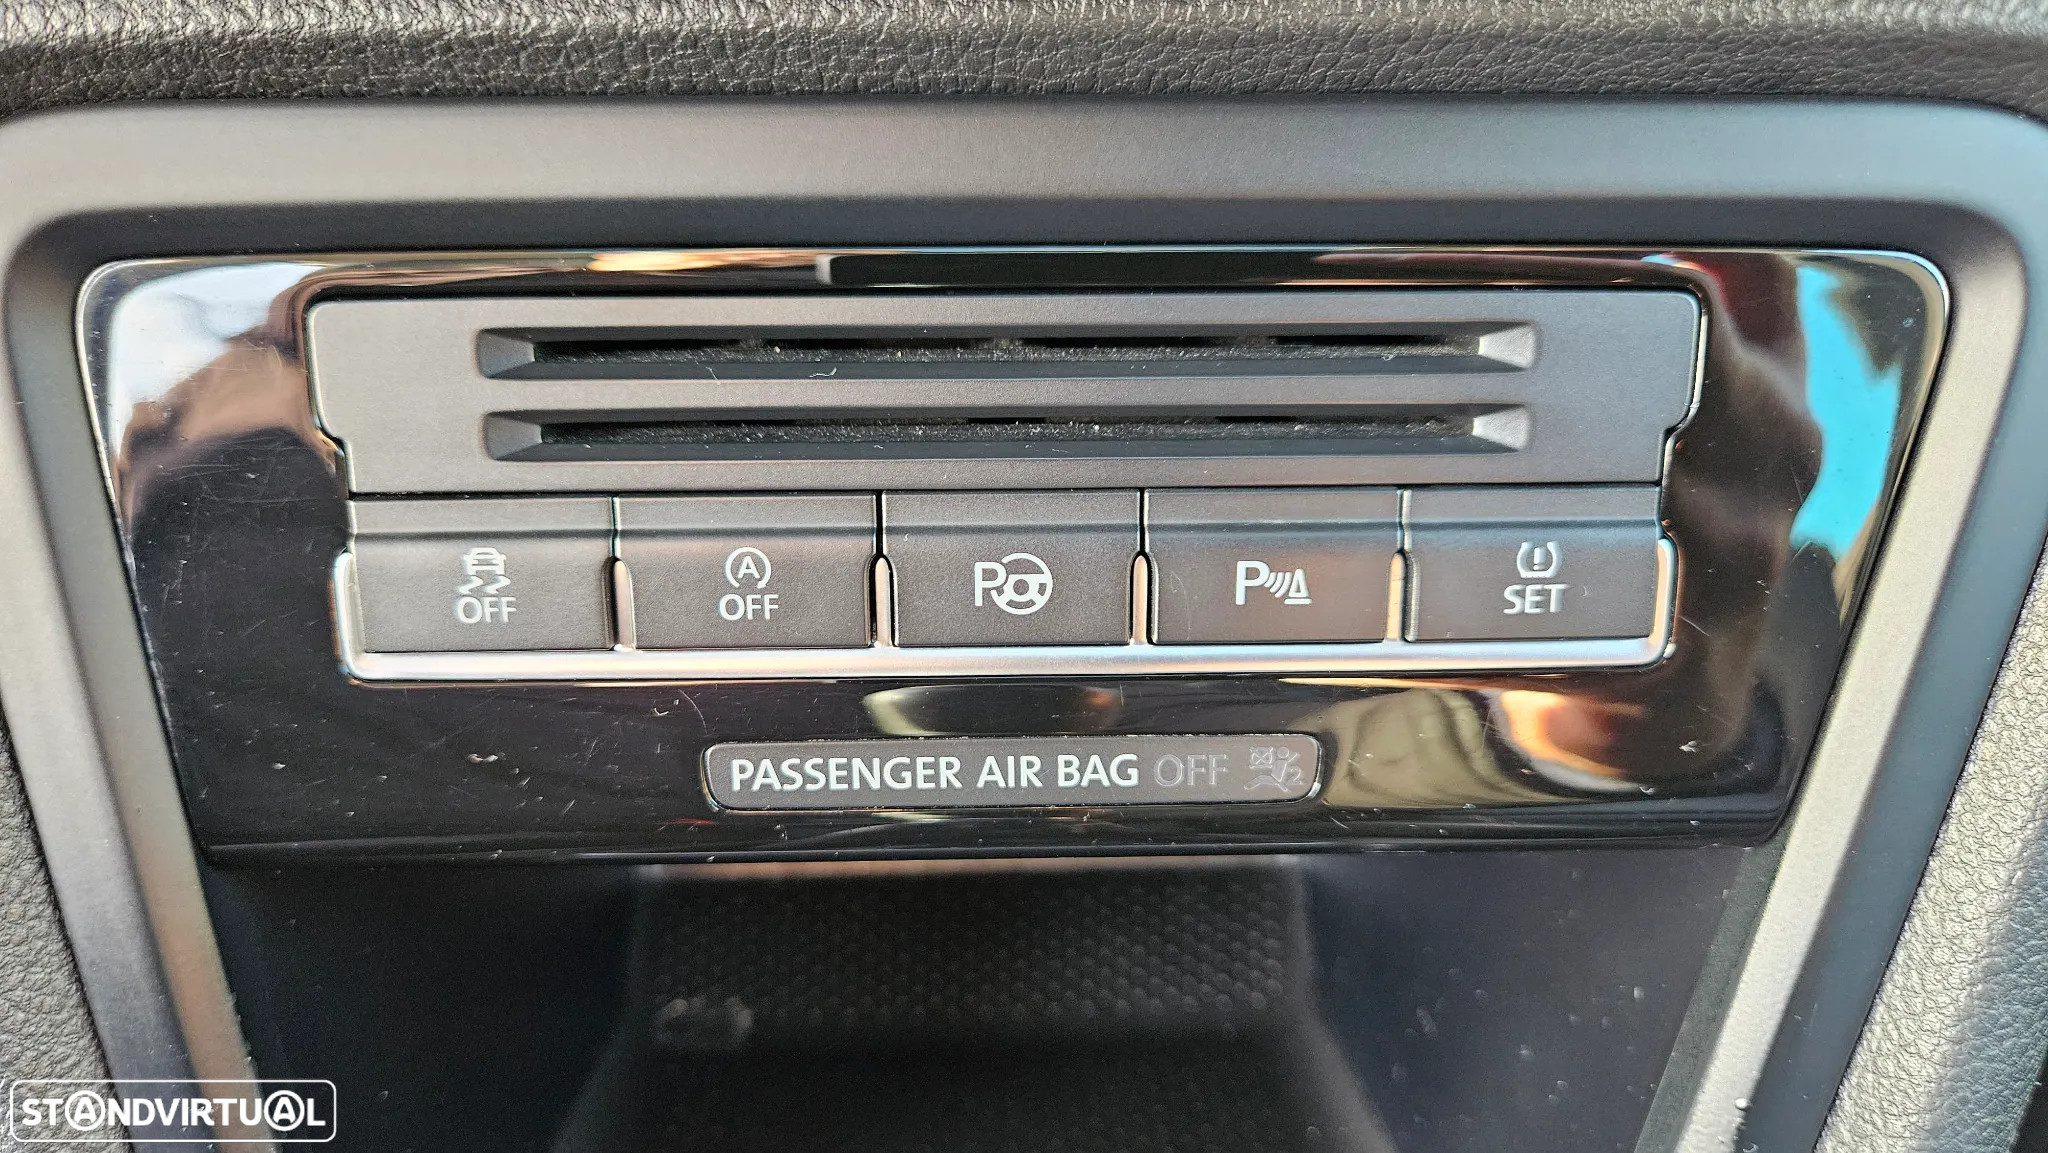 OFF
A
OFF
P
P
SET
PASSENGER AIR BAG OFF
STANDVIRTUAL